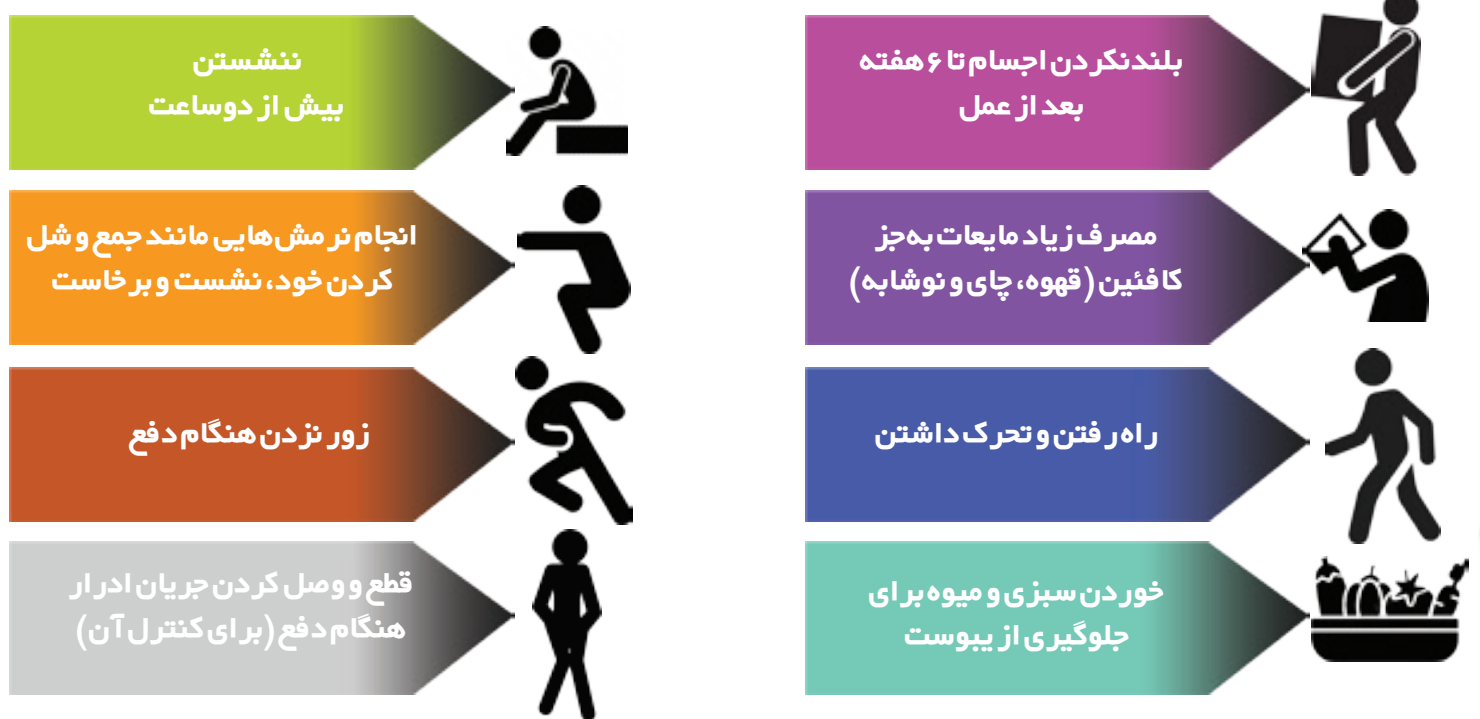 بلندنکردن اجسام تا ۶ هفته
بعد از عمل
ننشستن
بیش از دوساعت
مصرف زیاد مایعات به‌جز
کافئین (قهوه، چای و نوشابه)
انجام نرمش‌هایی مانند جمع و شل
کردن خود، نشست و برخاست
راه رفتن و تحرک داشتن
زور نزدن هنگام دفع
خوردن سبزی و میوه برای
جلوگیری از یبوست
قطع و وصل کردن جریان ادرار
هنگام دفع (برای کنترل آن)